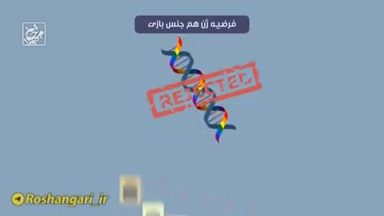 فرضیه ژن هم جنس بازی
REJECTED
Roshangari_ir